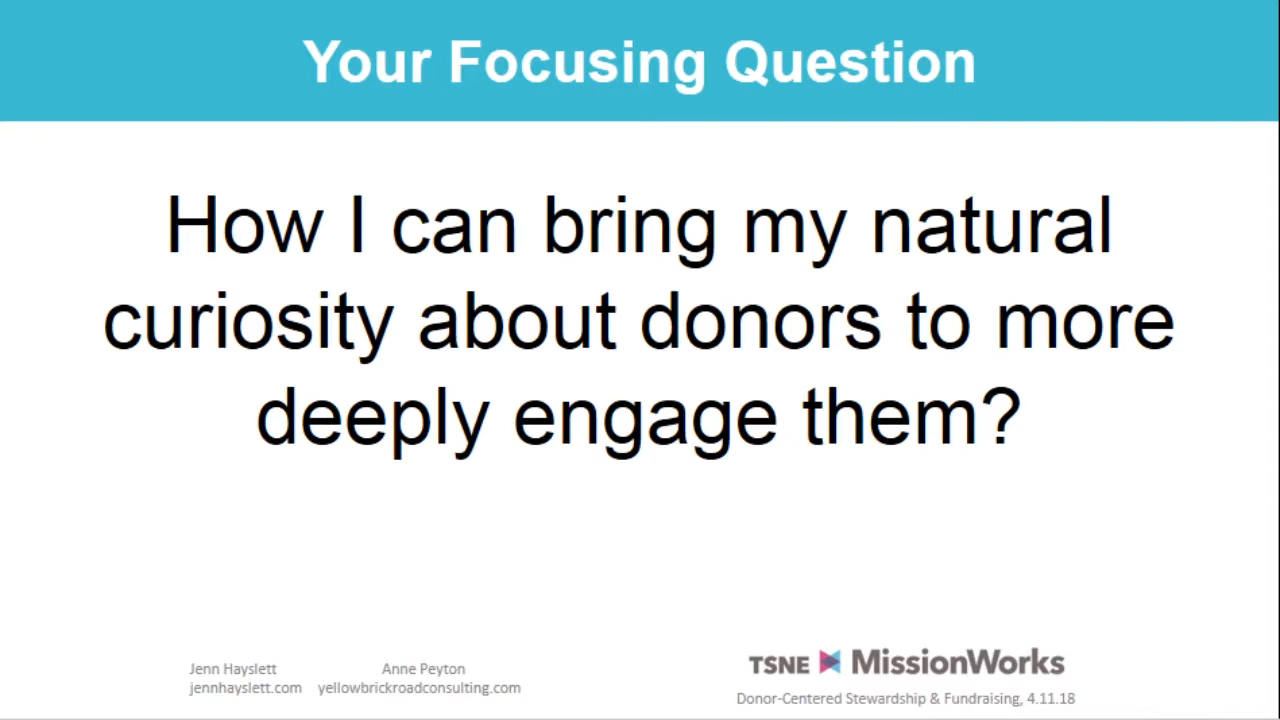 Your Focusing Question
How I can bring my natural
curiosity about donors to more
deeply engage them?
Jenn Hayslett
jennhayslett.com
Anne Peyton
yellowbrickroadconsulting.com
TSNE MissionWorks
Donor-Centered Stewardship & Fundraising, 4.11.18